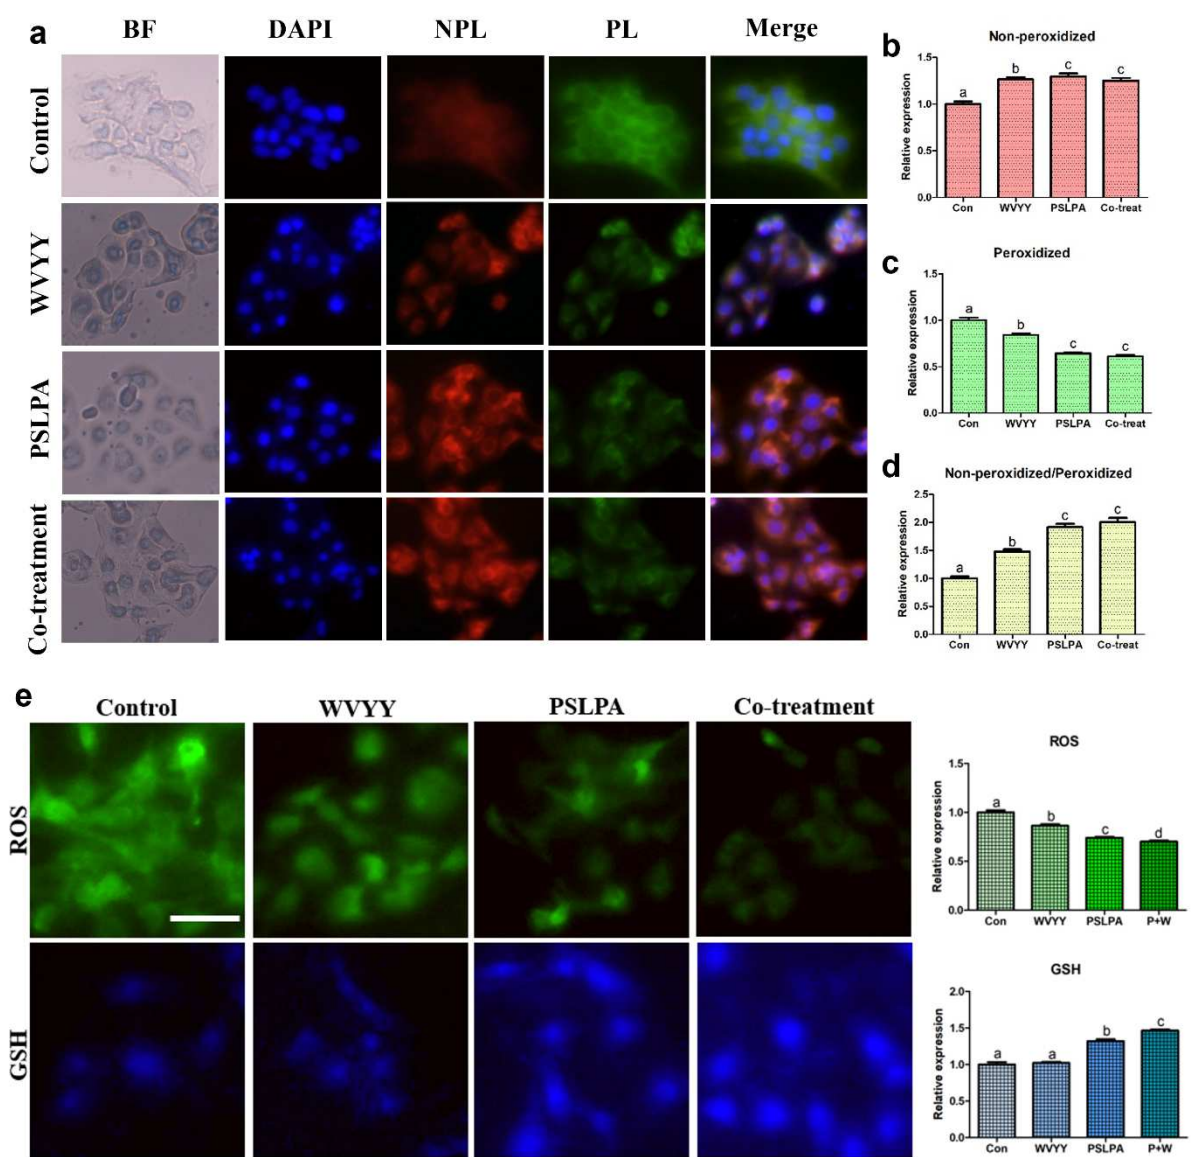 a
BF DAPI NPL PL Merge
Control
WVYY
PSLPA
Co-treatment
b
Non-peroxidized
Relative expression
1.5
1.0
0.5
0.0
a b c c
Con WVYY PSLPA Co-treat
c
Peroxidized
Relative expression
1.5
1.0
0.5
0.0
a b c c
Con WVYY PSLPA Co-treat
d
Non-peroxidized/Peroxidized
Relative expression
2.5
2.0
1.5
1.0
0.5
0.0
a b c c
Con WVYY PSLPA Co-treat
e
Control WVYY PSLPA Co-treatment
ROS
GSH
ROS
Relative expression
1.5
1.0
0.5
0.0
a b c d
Con WVYY PSLPA P+W
GSH
Relative expression
2.0
1.5
1.0
0.5
0.0
a a b c
Con WVYY PSLPA P+W